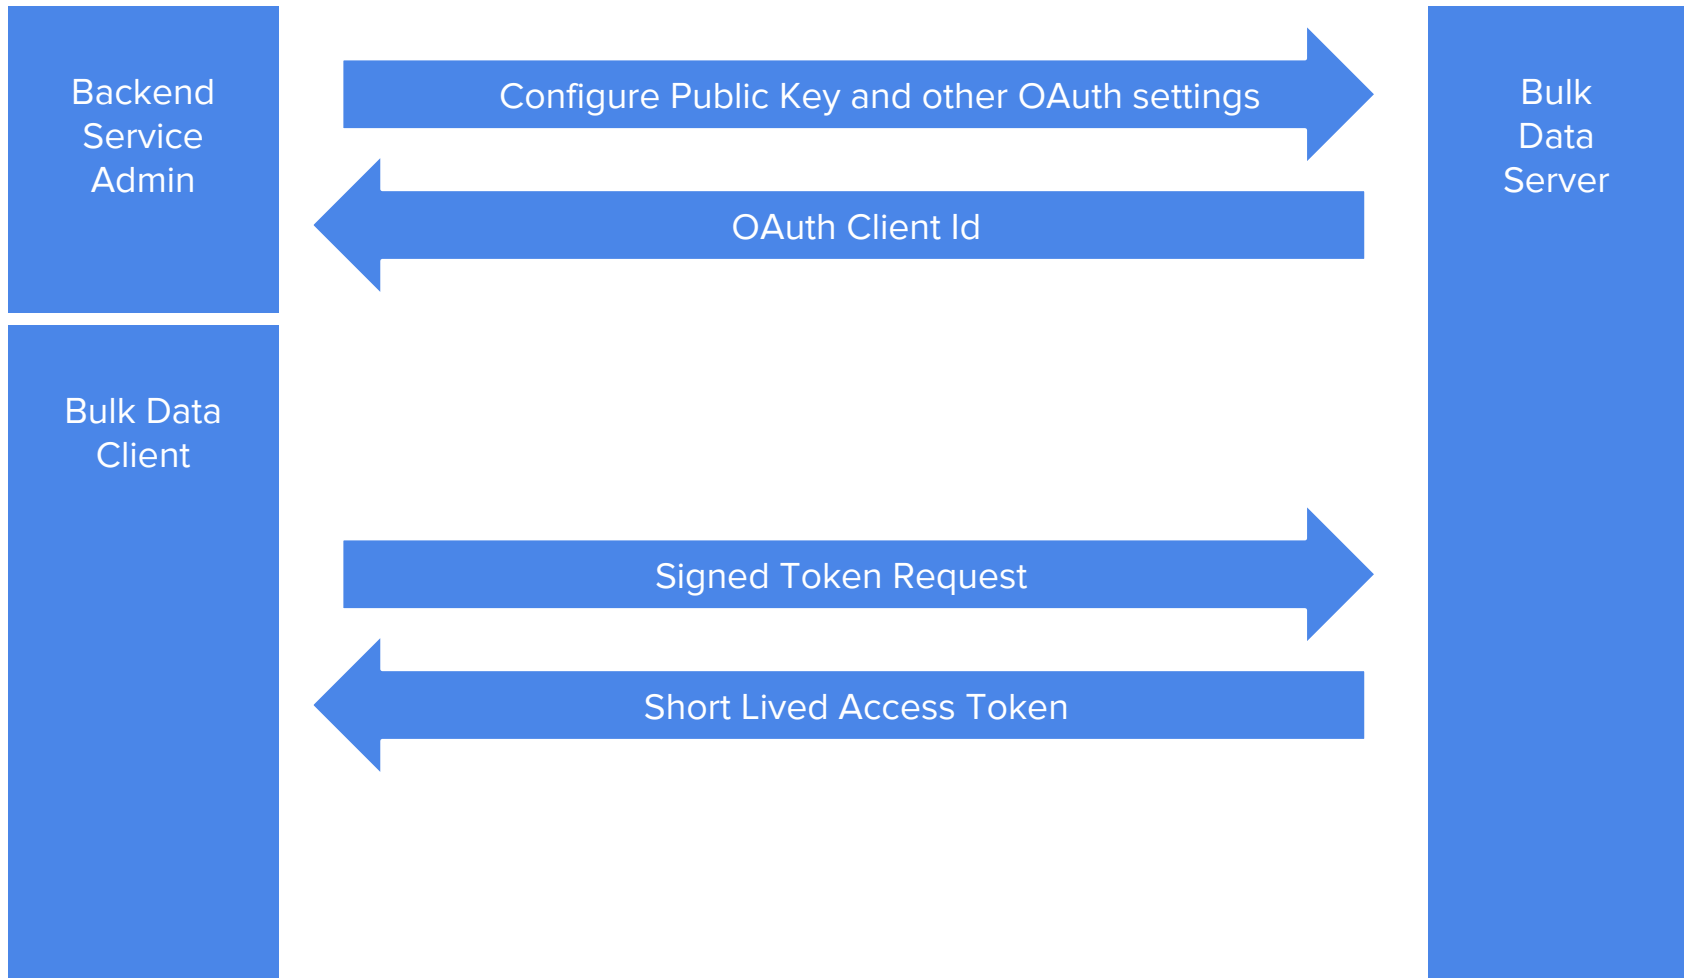 Backend
Service
Admin
Configure Public Key and other OAuth settings
OAuth Client Id
Bulk
Data
Server
Bulk Data
Client
Signed Token Request
Short Lived Access Token